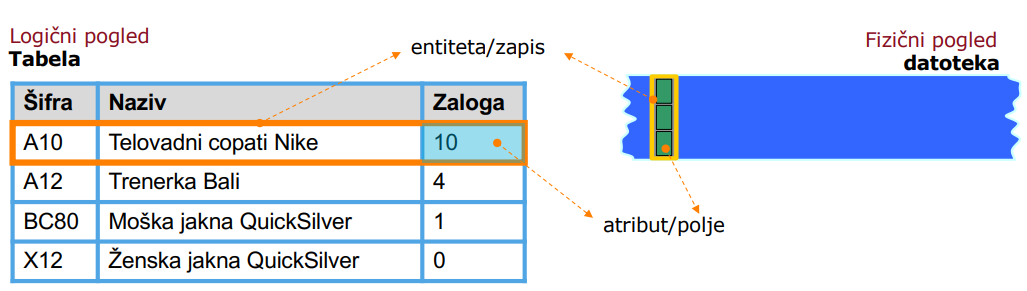 Logični pogled
Tabela
entiteta/zapis
Fizični pogled
datoteka
Šifra Naziv Zaloga
A10 Telovadni copati Nike 10
A12 Trenerka Bali 4
BC80 Moška jakna QuickSilver 1
X12 Ženska jakna QuickSilver 0
atribut/polje